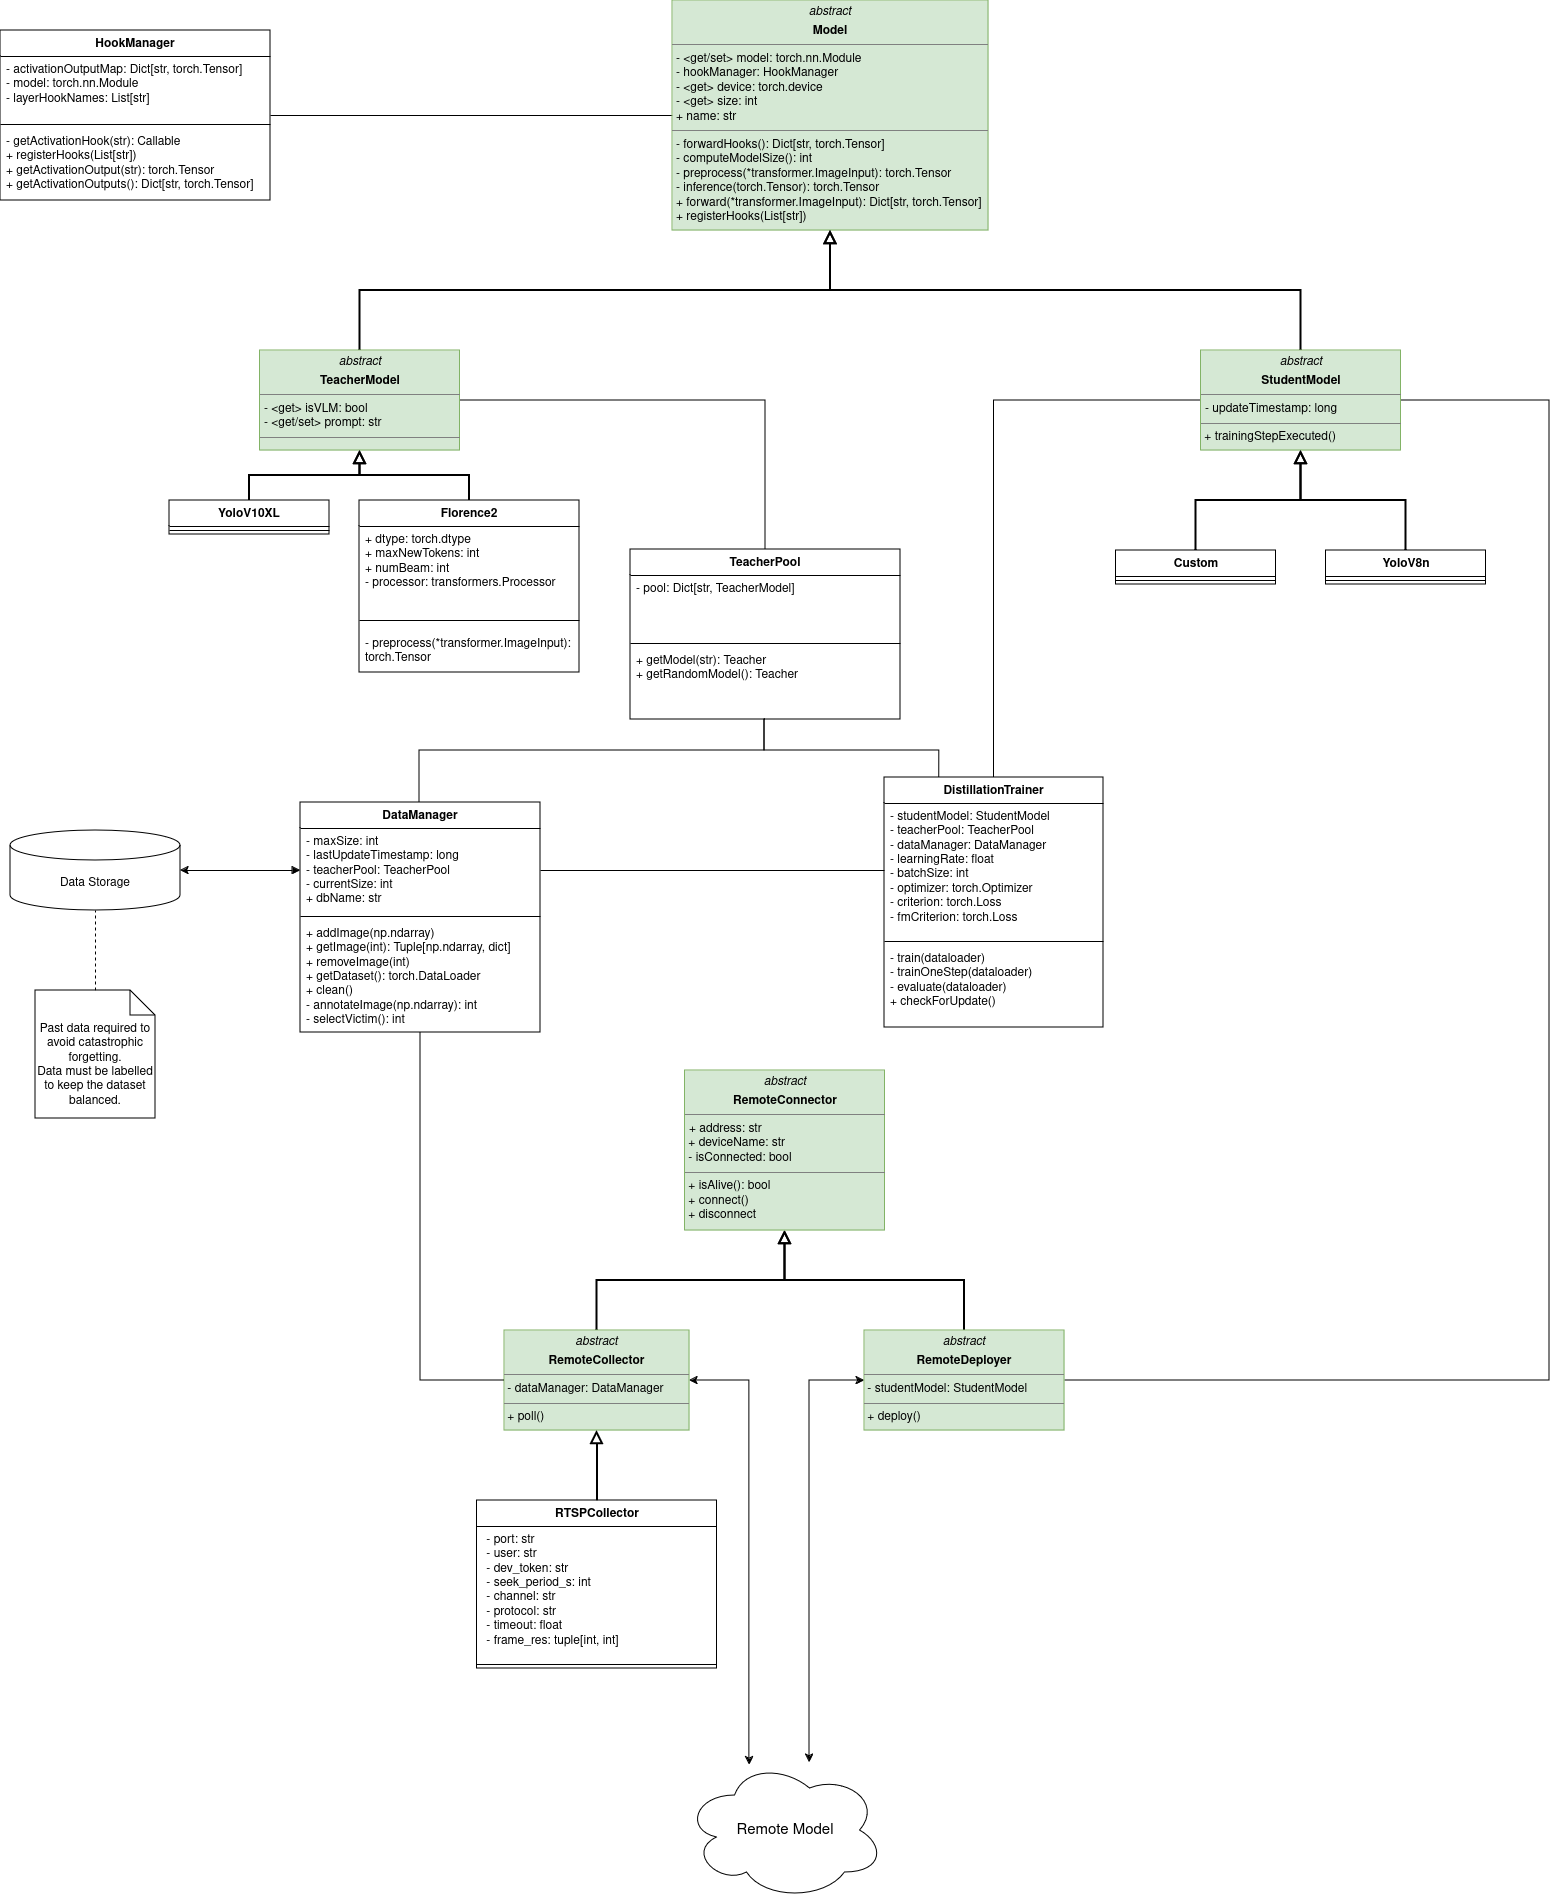 abstract
Model
- <get/set> model: torch.nn.Module
- hookManager: HookManager
- <get> device: torch.device
- <get> size: int
+ name: str
- forwardHooks(): Dict[str, torch.Tensor]
- computeModelSize(): int
- preprocess(*transformer.ImageInput): torch.Tensor
- inference(torch.Tensor): torch.Tensor
+ forward(*transformer.ImageInput): Dict[str, torch.Tensor]
+ registerHooks(List[str])
HookManager
- activationOutputMap: Dict[str, torch.Tensor]
- model: torch.nn.Module
- layerHookNames: List[str]
- getActivationHook(str): Callable
+ registerHooks(List[str])
+ getActivationOutput(str): torch.Tensor
+ getActivationOutputs(): Dict[str, torch.Tensor]
abstract
TeacherModel
- <get> isVLM: bool
- <get/set> prompt: str
abstract
StudentModel
- updateTimestamp: long
+ trainingStepExecuted()
YoloV10XL
Florence2
+ dtype: torch.dtype
+ maxNewTokens: int
+ numBeam: int
- processor: transformers.Processor
- preprocess(*transformer.ImageInput):
torch.Tensor
TeacherPool
- pool: Dict[str, TeacherModel]
+ getModel(str): Teacher
+ getRandomModel(): Teacher
Custom
YoloV8n
DataManager
- maxSize: int
- lastUpdateTimestamp: long
- teacherPool: TeacherPool
- currentSize: int
+ dbName: str
+ addImage(np.ndarray)
+ getImage(int): Tuple[np.ndarray, dict]
+ removeImage(int)
+ getDataset(): torch.DataLoader
+ clean()
- annotateImage(np.ndarray): int
- selectVictim(): int
DistillationTrainer
- studentModel: StudentModel
- teacherPool: TeacherPool
- dataManager: DataManager
- learningRate: float
- batchSize: int
- optimizer: torch.Optimizer
- criterion: torch.Loss
- fmCriterion: torch.Loss
- train(dataloader)
- trainOneStep(dataloader)
- evaluate(dataloader)
+ checkForUpdate()
Data Storage
Past data required to
avoid catastrophic
forgetting.
Data must be labelled
to keep the dataset
balanced.
abstract
RemoteConnector
+ address: str
+ deviceName: str
- isConnected: bool
+ isAlive(): bool
+ connect()
+ disconnect
abstract
RemoteCollector
- dataManager: DataManager
+ poll()
abstract
RemoteDeployer
- studentModel: StudentModel
+ deploy()
RTSPCollector
- port: str
- user: str
- dev_token: str
- seek_period_s: int
- channel: str
- protocol: str
- timeout: float
- frame_res: tuple[int, int]
Remote Model